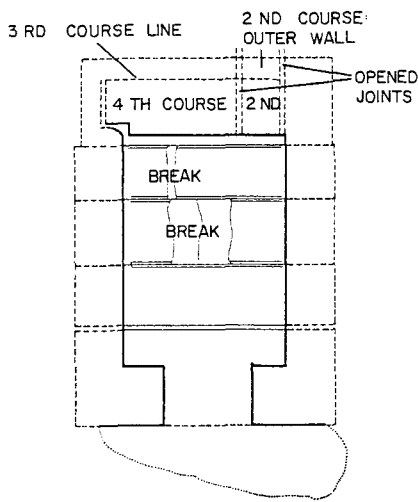 2 ND COURSE:
OUTER WALL
3 RD COURSE LINE
OPENED
JOINTS
4 TH COURSE
2 ND
BREAK
BREAK